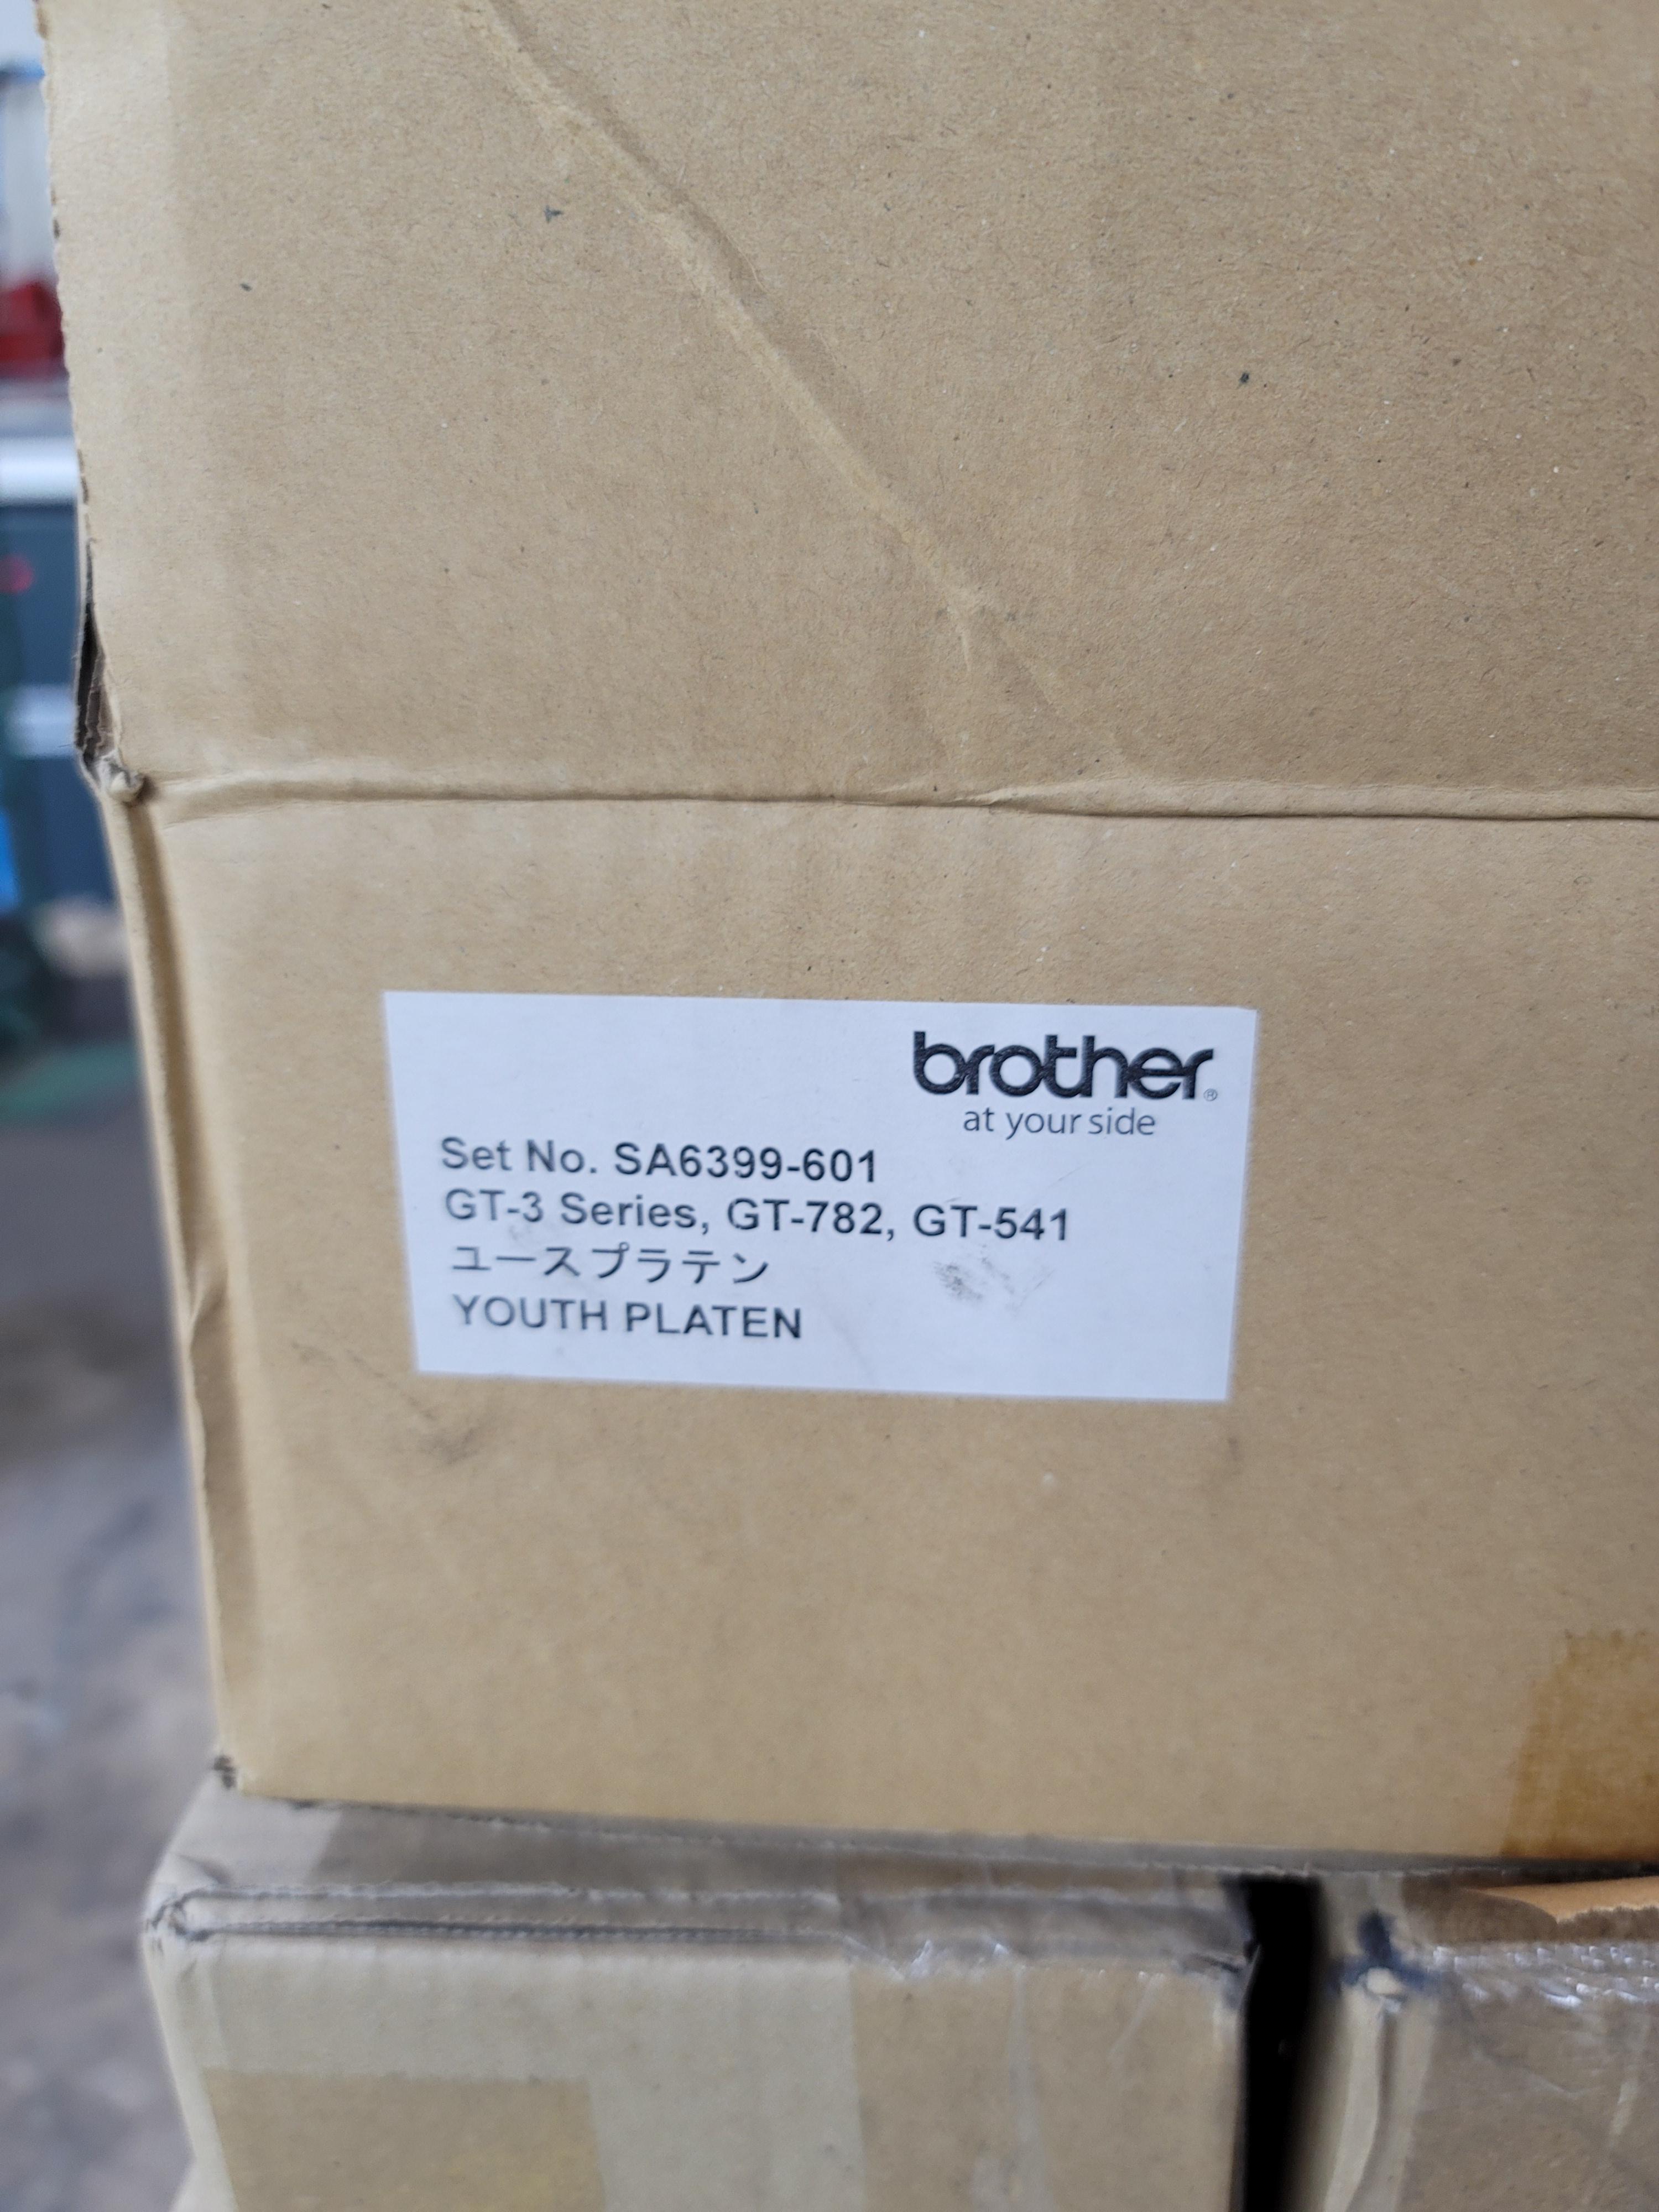 brother®
at your side
Set No. SA6399-601
GT-3 Series, GT-782, GT-541
ユースプラテン
YOUTH PLATEN